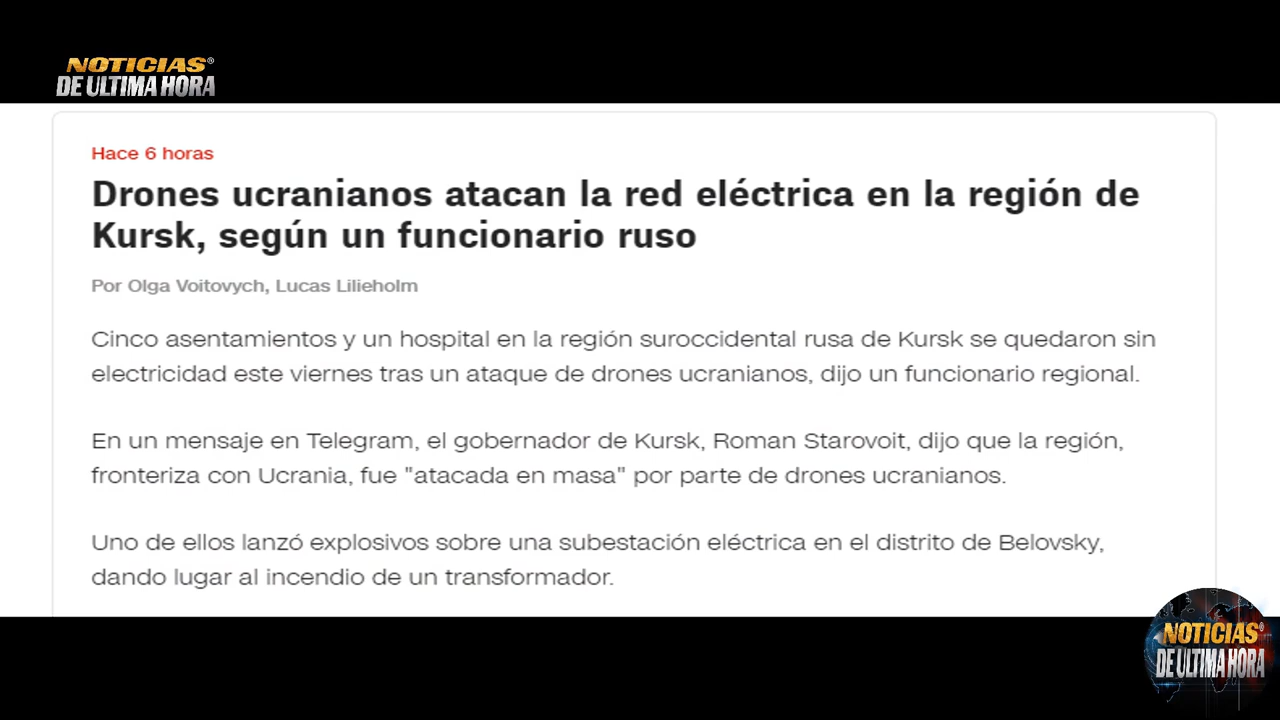 NOTICIAS®
DE ULTIMA HORA
Hace 6 horas
Drones ucranianos atacan la red eléctrica en la región de
Kursk, según un funcionario ruso
Por Olga Voitovych, Lucas Lilieholm
Cinco asentamientos y un hospital en la región suroccidental rusa de Kursk se quedaron sin
electricidad este viernes tras un ataque de drones ucranianos, dijo un funcionario regional.
En un mensaje en Telegram, el gobernador de Kursk, Roman Starovoit, dijo que la región,
fronteriza con Ucrania, fue "atacada en masa" por parte de drones ucranianos.
Uno de ellos lanzó explosivos sobre una subestación eléctrica en el distrito de Belovsky,
dando lugar al incendio de un transformador.
NOTICIAS®
DE ULTIMA HORA